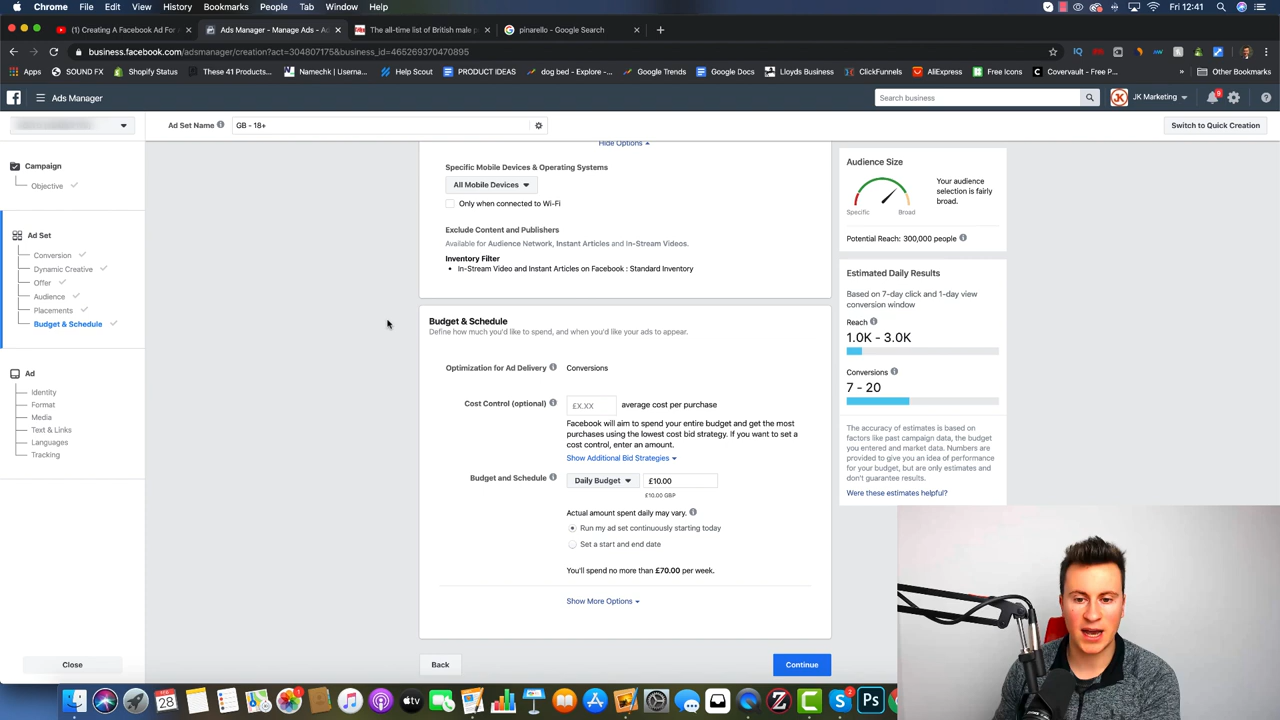 Chrome File Edit View History Bookmarks People Tab Window Help
Fri 12:41
(1) Creating A Facebook Ad For
Ads Manager - Manage ads -
The all-time list of British male p
pinarello - Google Search
business.facebook.com/adsmanager/creation?act=304807175&business_id=465269370470895
Apps
SOUND FX
Shopify Status
These 41 Products...
Namechk | Userna...
Help Scout
PRODUCT IDEAS
dog bed - Explore -...
Google Trends
Google Docs
Lloyds Business
ClickFunnels
AliExpress
Free Icons
Covervault – Free P...
»
Other Bookmarks
Ads Manager
Search business
JK Marketing
9
Ad Set Name
GB - 18+
Switch to Quick Creation
Campaign
Objective
Ad Set
Conversion
Dynamic Creative
Offer
Audience
Placements
Budget & Schedule
Ad
Identity
Format
Media
Text & Links
Languages
Tracking
Close
Hide Options
Specific Mobile Devices & Operating Systems
All Mobile Devices
Only when connected to Wi-Fi
Exclude Content and Publishers
Available for Audience Network, Instant Articles and In-Stream Videos.
Inventory Filter
• In-Stream Video and Instant Articles on Facebook : Standard Inventory
Budget & Schedule
Define how much you'd like to spend, and when you'd like your ads to appear.
Optimization for Ad Delivery
Conversions
Cost Control (optional)
£X.XX
average cost per purchase
Facebook will aim to spend your entire budget and get the most
purchases using the lowest cost bid strategy. If you want to set a
cost control, enter an amount.
Show Additional Bid Strategies
Budget and Schedule
Daily Budget
£10.00
£10.00 GBP
Actual amount spent daily may vary.
Run my ad set continuously starting today
Set a start and end date
You'll spend no more than £70.00 per week.
Show More Options
Back
Continue
Audience Size
Specific
Broad
Your audience
selection is fairly
broad.
Potential Reach: 300,000 people
Estimated Daily Results
Based on 7-day click and 1-day view
conversion window
Reach
1.0K - 3.0K
Conversions
7 - 20
The accuracy of estimates is based on
factors like past campaign data, the budget
you entered and market data. Numbers are
provided to give you an idea of performance
for your budget, but are only estimates and
don't guarantee results.
Were these estimates helpful?
28
1
tv
2
Ps